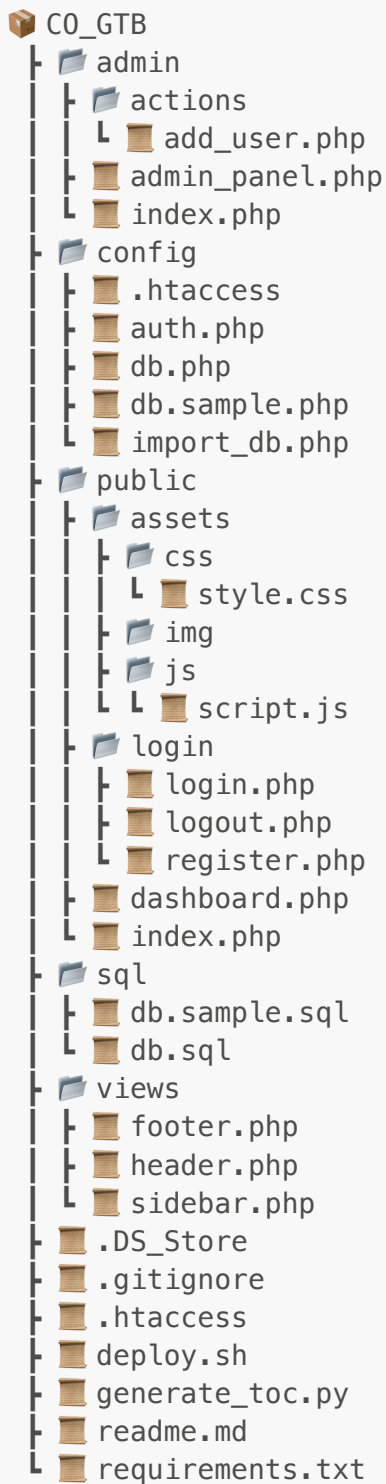 CO_GTB
admin
actions
add_user.php
admin_panel.php
index.php
config
.htaccess
auth.php
db.php
db.sample.php
import_db.php
public
assets
css
style.css
img
js
script.js
login
login.php
logout.php
register.php
dashboard.php
index.php
sql
db.sample.sql
db.sql
views
footer.php
header.php
sidebar.php
.DS_Store
.gitignore
.htaccess
deploy.sh
generate_toc.py
readme.md
requirements.txt